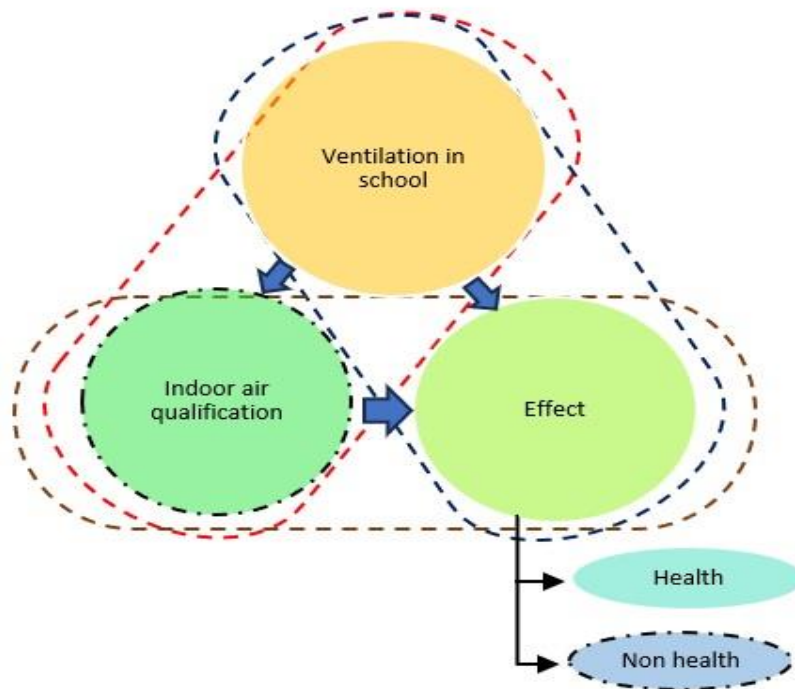 Ventilation in
school
Indoor air
qualification
Effect
Health
Non health